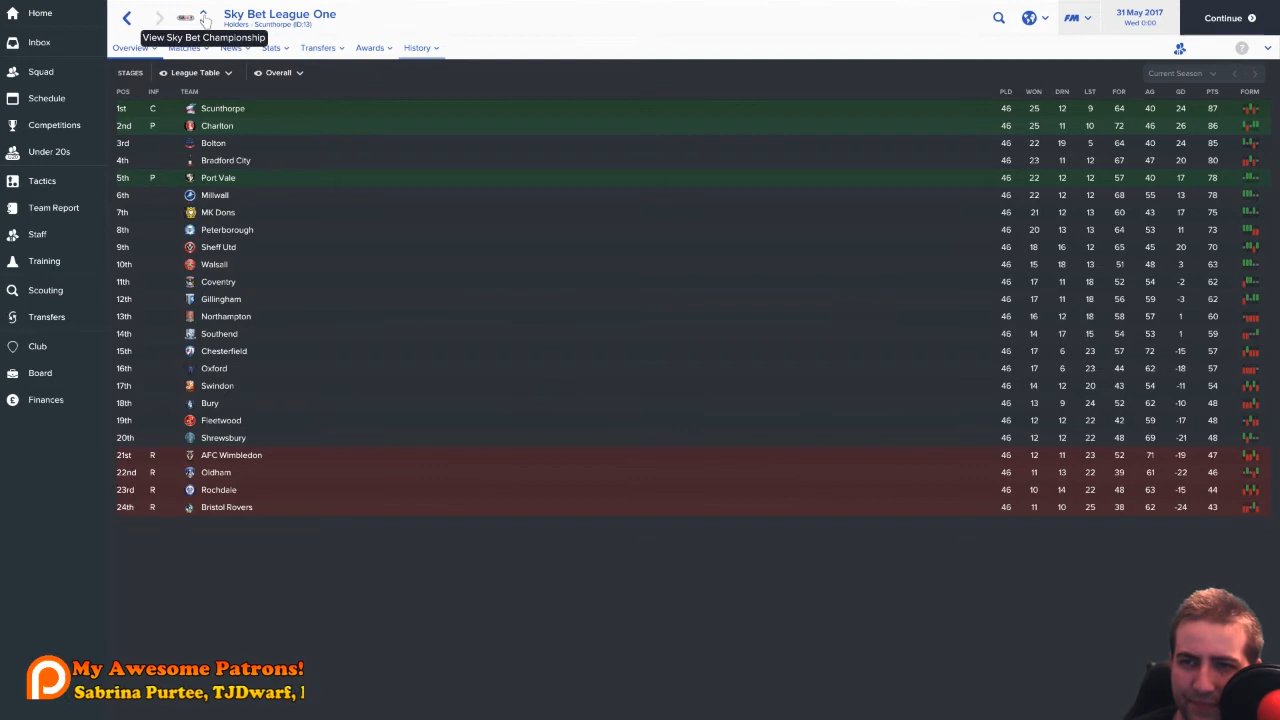 Home
Inbox
Squad
Schedule
Competitions
Under 20s
Tactics
Team Report
Staff
Training
Scouting
Transfers
Club
Board
Finances
Sky Bet League One
Holders - Scunthorpe (ID:13)
View Sky Bet Championship
FM
31 May 2017
Wed 0:00
Continue
Overview Matches News Stats Transfers Awards History
STAGES League Table Overall Current Season
POS INF TEAM PLD WON DRN LST FOR AG GD PTS FORM
1st C Scunthorpe 46 25 12 9 64 40 24 87
2nd P Charlton 46 25 11 10 72 46 26 86
3rd Bolton 46 22 19 5 64 40 24 85
4th Bradford City 46 23 11 12 67 47 20 80
5th P Port Vale 46 22 12 12 57 40 17 78
6th Millwall 46 22 12 12 68 55 13 78
7th MK Dons 46 21 12 13 60 43 17 75
8th Peterborough 46 20 13 13 64 53 11 73
9th Sheff Utd 46 18 16 12 65 45 20 70
10th Walsall 46 15 18 13 51 48 3 63
11th Coventry 46 17 11 18 52 54 -2 62
12th Gillingham 46 17 11 18 56 59 -3 62
13th Northampton 46 16 12 18 58 57 1 60
14th Southend 46 14 17 15 54 53 1 59
15th Chesterfield 46 17 6 23 57 72 -15 57
16th Oxford 46 17 6 23 44 62 -18 57
17th Swindon 46 14 12 20 43 54 -11 54
18th Bury 46 13 9 24 52 62 -10 48
19th Fleetwood 46 12 12 22 42 59 -17 48
20th Shrewsbury 46 12 12 22 48 69 -21 48
21st R AFC Wimbledon 46 12 11 23 52 71 -19 47
22nd R Oldham 46 11 13 22 39 61 -22 46
23rd R Rochdale 46 10 14 22 48 63 -15 44
24th R Bristol Rovers 46 11 10 25 38 62 -24 43
My Awesome Patrons!
Sabrina Purtee, TJDwarf,